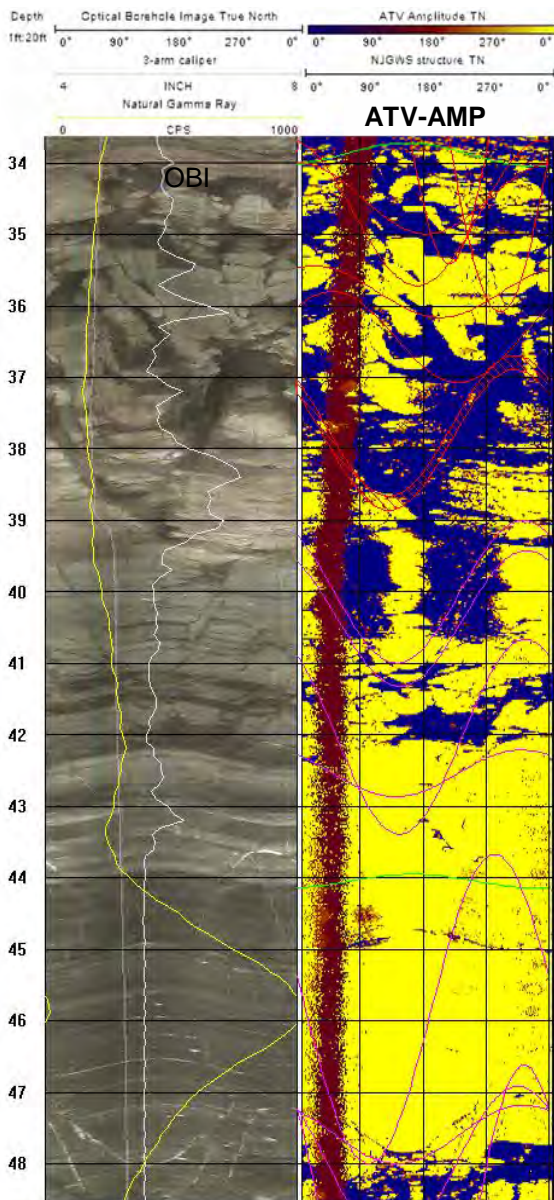 Depth Optical Borehole Image True North ATV Amplitude TN
1ft:20ft 0° 90° 180° 270° 0° 0° 90° 180° 270° 0°
3-arm caliper NJGWS structure TN
4 INCH 8 0° 90° 180° 270° 0°
Natural Gamma Ray ATV-AMP
0 CPS 1000
34
OBI
35
36
37
38
39
40
41
42
43
44
45
46
47
48